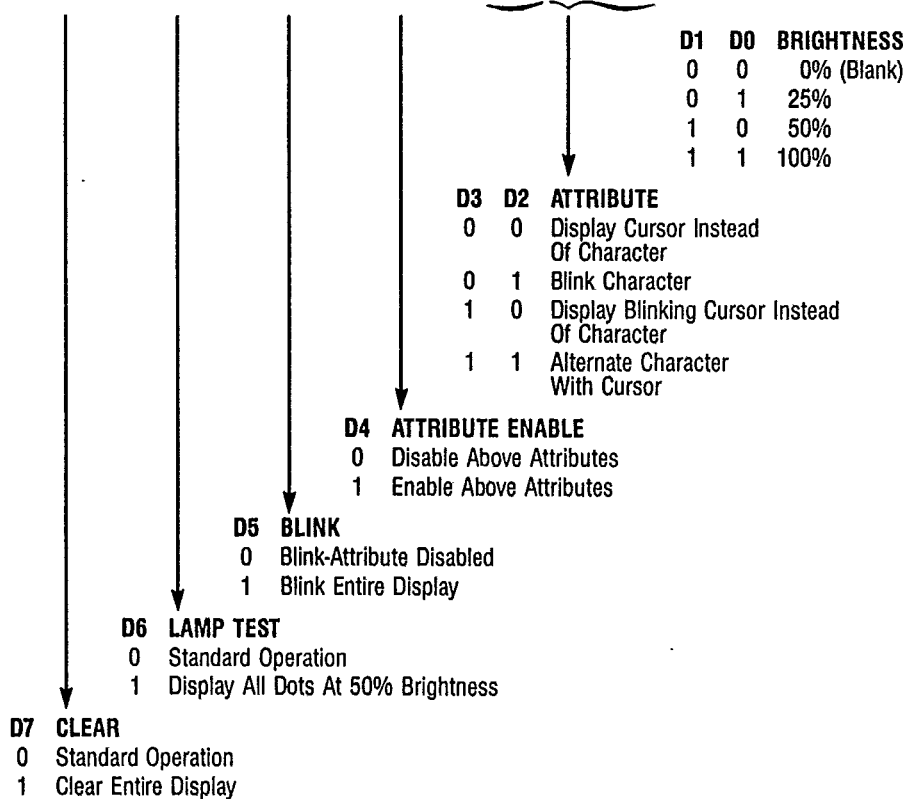 D1 D0 BRIGHTNESS
0 0 0% (Blank)
0 1 25%
1 0 50%
1 1 100%
D3 D2 ATTRIBUTE
0 0 Display Cursor Instead
Of Character
0 1 Blink Character
1 0 Display Blinking Cursor Instead
Of Character
1 1 Alternate Character
With Cursor
D4 ATTRIBUTE ENABLE
0 Disable Above Attributes
1 Enable Above Attributes
D5 BLINK
0 Blink-Attribute Disabled
1 Blink Entire Display
D6 LAMP TEST
0 Standard Operation
1 Display All Dots At 50% Brightness
D7 CLEAR
0 Standard Operation
1 Clear Entire Display